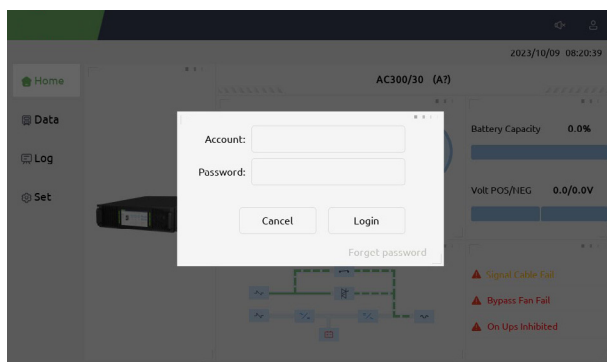 2023/10/09 08:20:39
Home
AC300/30 (A?)
Data
Log
Set
Account:
Password:
Cancel
Login
Forget password
Battery Capacity 0.0%
Volt POS/NEG 0.0/0.0V
Signal Cable Fail
Bypass Fan Fail
On Ups Inhibited